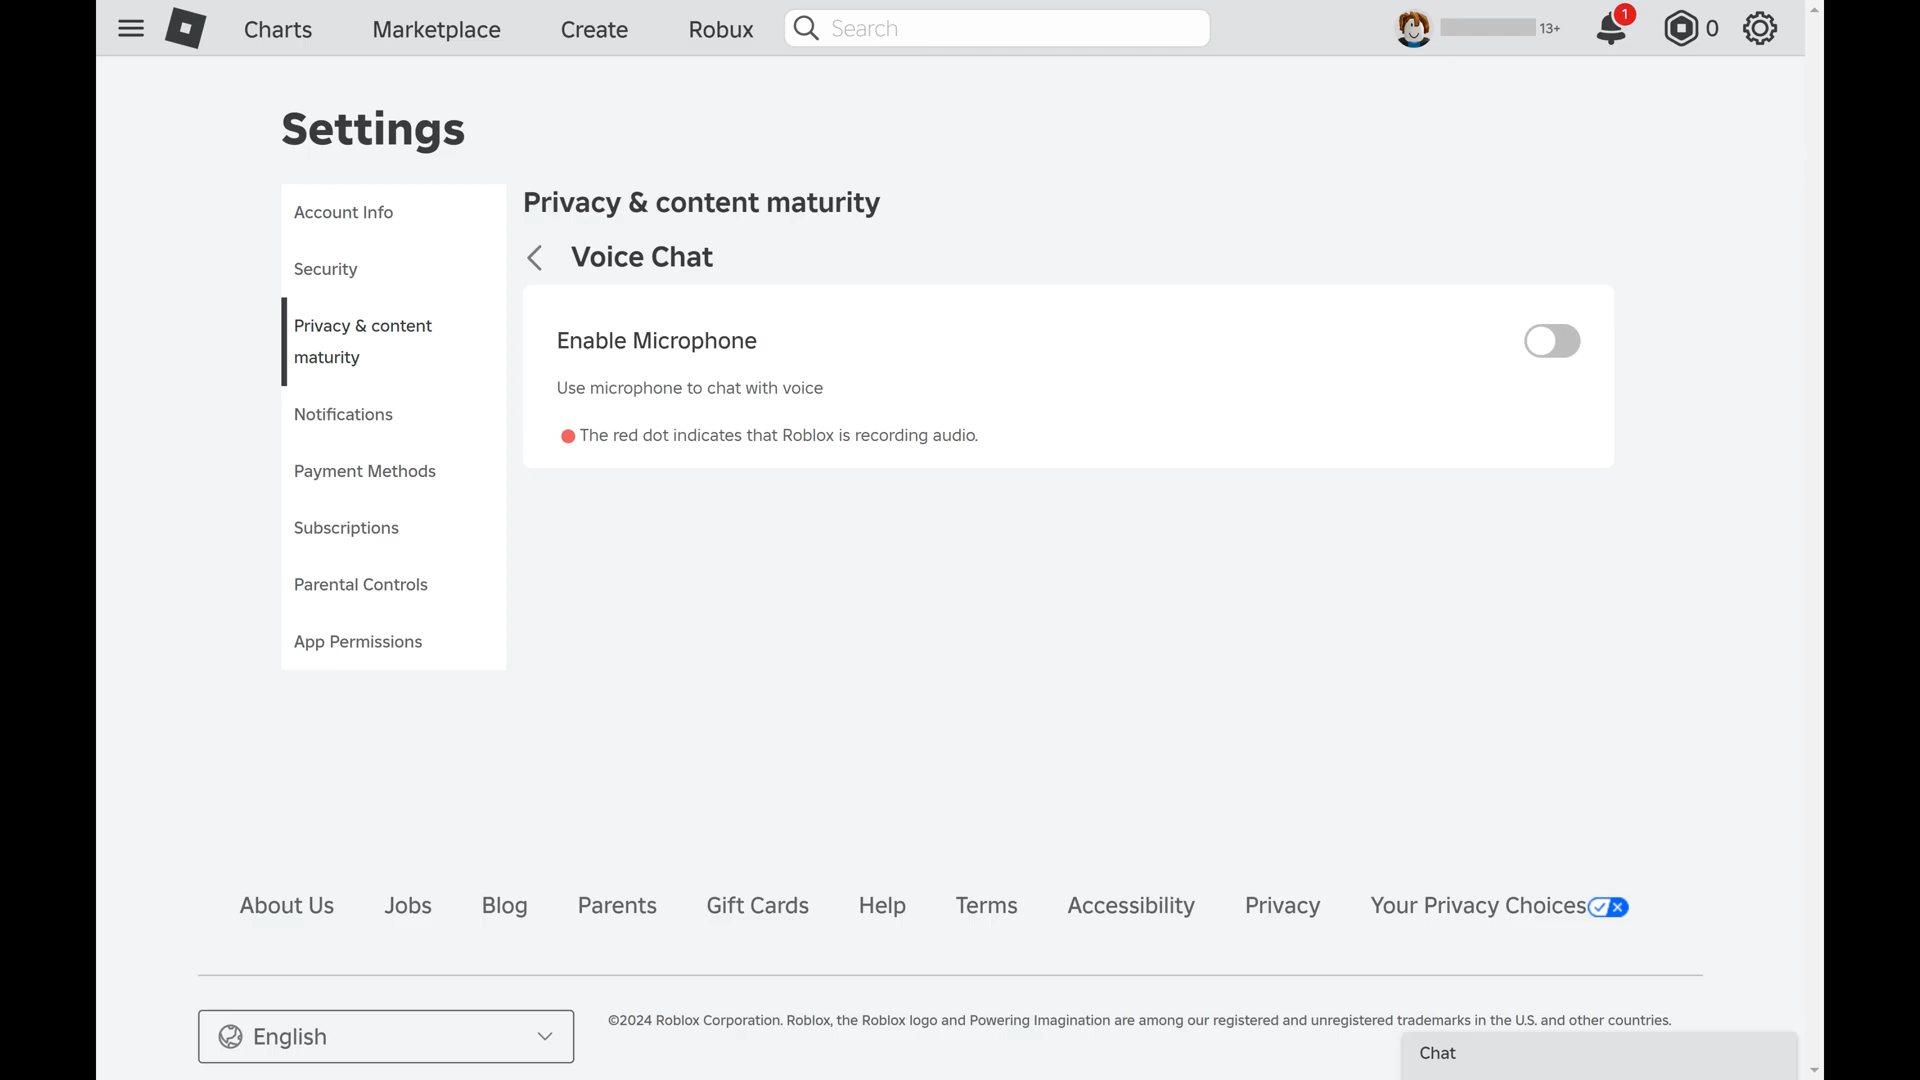 Charts Marketplace Create Robux Search 13+ 1 0
Settings
Account Info
Security
Privacy & content
maturity
Notifications
Payment Methods
Subscriptions
Parental Controls
App Permissions
Privacy & content maturity
Voice Chat
Enable Microphone
Use microphone to chat with voice
The red dot indicates that Roblox is recording audio.
About Us Jobs Blog Parents Gift Cards Help Terms Accessibility Privacy Your Privacy Choices
English
©2024 Roblox Corporation. Roblox, the Roblox logo and Powering Imagination are among our registered and unregistered trademarks in the U.S. and other countries.
Chat